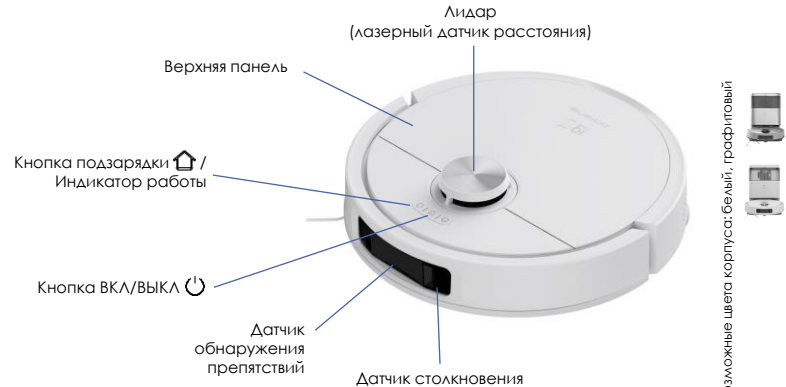 Лидар
(лазерный датчик расстояния)
Верхняя панель
Кнопка подзарядки /
Индикатор работы
Кнопка ВКЛ/ВЫКЛ
Датчик
обнаружения
препятствий
Датчик столкновения
цвета корпуса: белый, графитовый